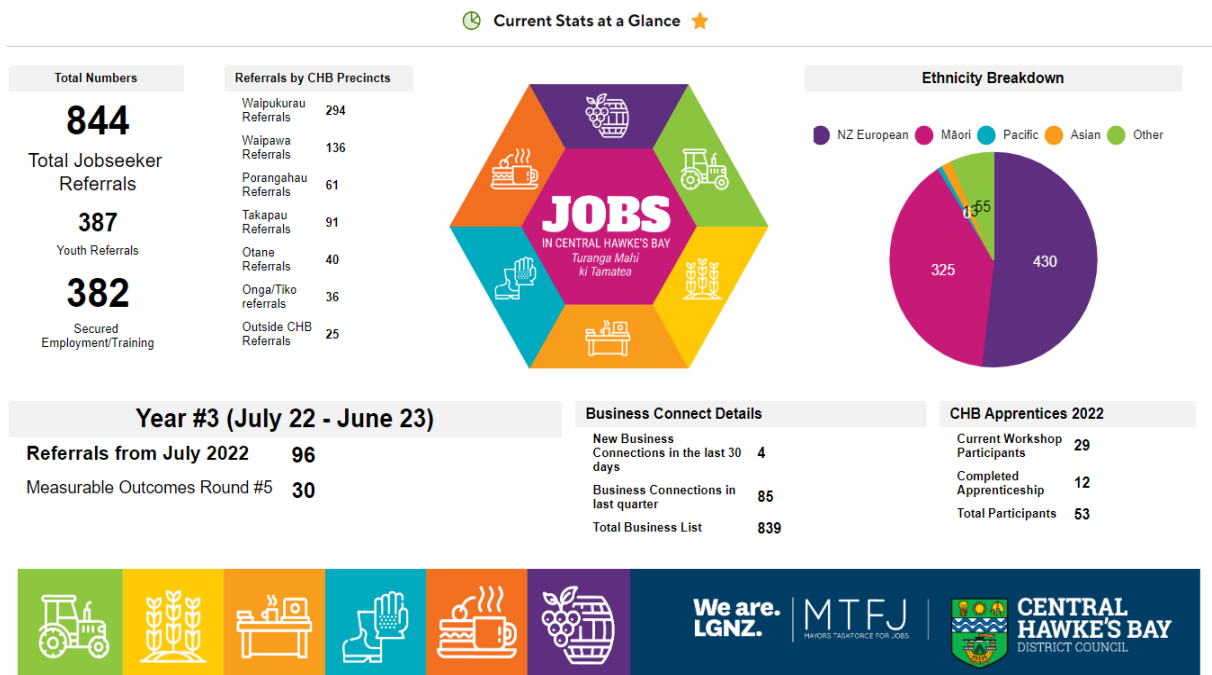 Current Stats at a Glance
Total Numbers
844
Total Jobseeker
Referrals
387
Youth Referrals
382
Secured
Employment/Training
Referrals by CHB Precincts
Waipukurau
Referrals 294
Waipawa
Referrals 136
Porangahau
Referrals 61
Takapau
Referrals 91
Otane
Referrals 40
Onga/Tiko
referrals 36
Outside CHB
Referrals 25
JOBS
IN CENTRAL HAWKE'S BAY
Turanga Mahi
ki Tamatea
Ethnicity Breakdown
NZ European Māori Pacific Asian Other
55
325
430
Year #3 (July 22 - June 23)
Referrals from July 2022 96
Measurable Outcomes Round #5 30
Business Connect Details
New Business
Connections in the last 30
days 4
Business Connections in
last quarter 85
Total Business List 839
CHB Apprentices 2022
Current Workshop
Participants 29
Completed
Apprenticeship 12
Total Participants 53
We are.
LGNZ.
MTFJ
MAYORS TASKFORCE FOR JOBS
CENTRAL
HAWKE'S BAY
DISTRICT COUNCIL